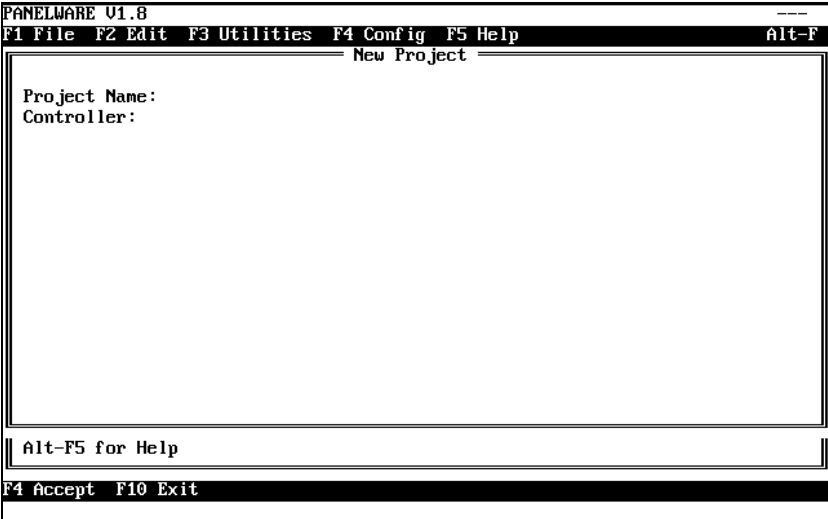 PANELWARE V1.8 ---
F1 File F2 Edit F3 Utilities F4 Config F5 Help Alt-F
New Project
Project Name:
Controller:
Alt-F5 for Help
F4 Accept F10 Exit